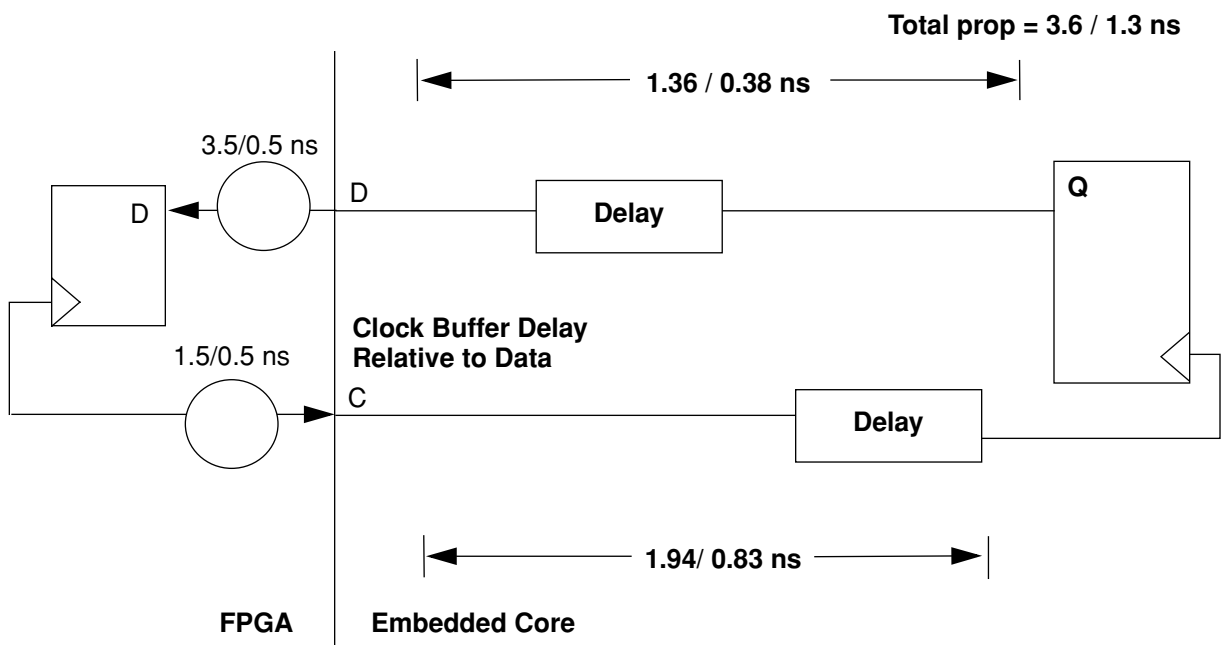 Total prop = 3.6 / 1.3 ns
1.36 / 0.38 ns
3.5/0.5 ns
D
D
Delay
Q
Clock Buffer Delay
Relative to Data
1.5/0.5 ns
C
Delay
1.94/ 0.83 ns
FPGA
Embedded Core